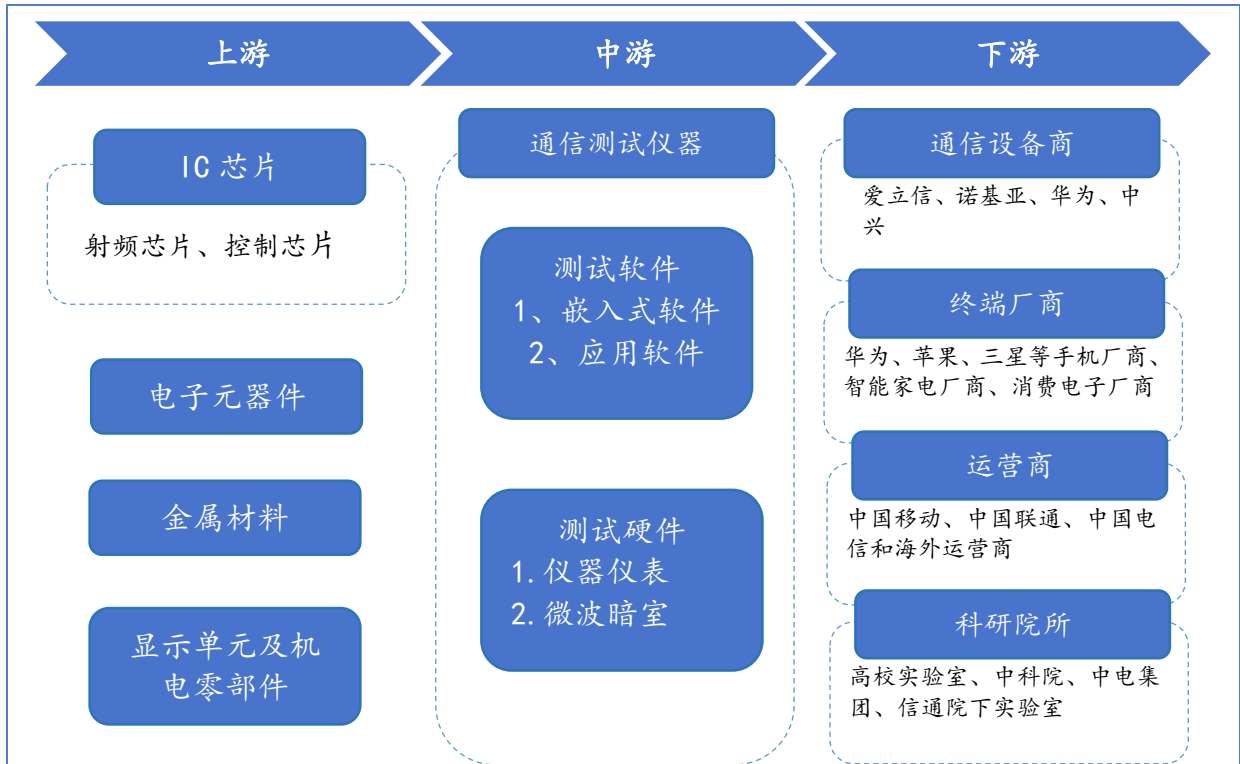 上游
中游
下游
IC芯片
射频芯片、控制芯片
电子元器件
金属材料
显示单元及机
电零部件
通信测试仪器
测试软件
1、嵌入式软件
2、应用软件
测试硬件
1.仪器仪表
2.微波暗室
通信设备商
爱立信、诺基亚、华为、中
兴
终端厂商
华为、苹果、三星等手机厂商、
智能家电厂商、消费电子厂商
运营商
中国移动、中国联通、中国电
信和海外运营商
科研院所
高校实验室、中科院、中电集
团、信通院下实验室